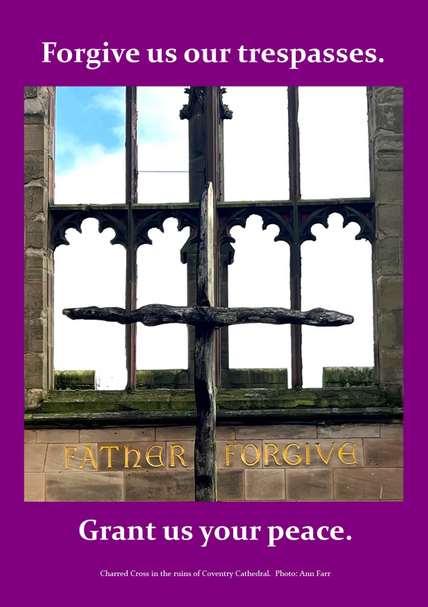 Forgive us our trespasses.
FATHER FORGIVE
Grant us your peace.
Charred Cross in the ruins of Coventry Cathedral. Photo: Ann Farr